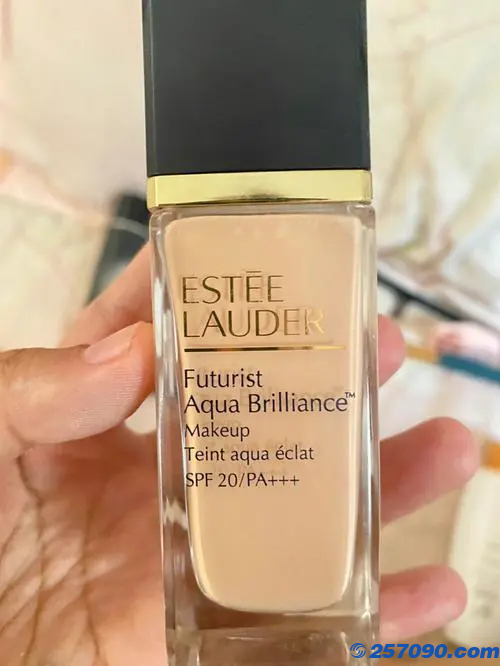 ESTĒE
LAUDER
Futurist
Aqua Brilliance™
Makeup
Teint aqua éclat
SPF 20/PA+++
257090.com